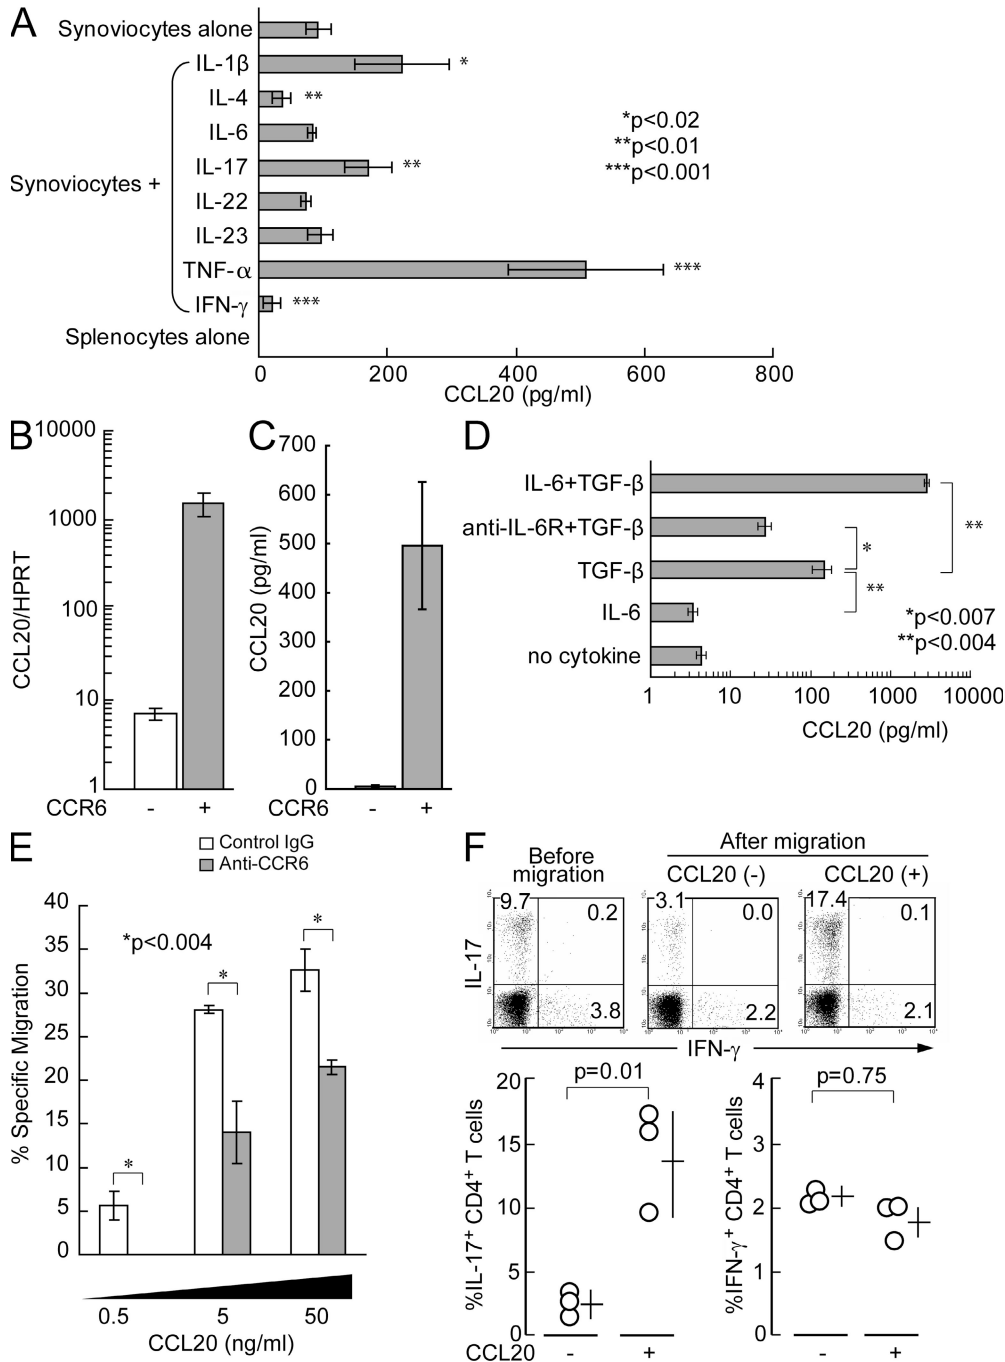 A
Synoviocytes alone
IL-1β *
IL-4 **
IL-6
IL-17 **
Synoviocytes +
IL-22
IL-23
TNF-α ***
IFN-γ ***
Splenocytes alone
*p<0.02
**p<0.01
***p<0.001
0 200 400 600 800
CCL20 (pg/ml)
B
10000
1000
100
10
1
CCL20/HPRT
CCR6 - +
C
700
600
500
400
300
200
100
0
CCL20 (pg/ml)
CCR6 - +
D
IL-6+TGF-β
anti-IL-6R+TGF-β
TGF-β
IL-6
no cytokine
*
**
**
*p<0.007
**p<0.004
1 10 100 1000 10000
CCL20 (pg/ml)
E
Control IgG
Anti-CCR6
40
35
30
25
20
15
10
5
0
% Specific Migration
*p<0.004
* * *
0.5 5 50
CCL20 (ng/ml)
F
Before
migration
After migration
CCL20 (-) CCL20 (+)
9.7 0.2
3.8
3.1 0.0
2.2
17.4 0.1
2.1
IL-17
IFN-γ
p=0.01
20
15
10
5
0
%IL-17+ CD4+ T cells
p=0.75
4
3
2
1
0
%IFN-γ+ CD4+ T cells
CCL20 - + - +